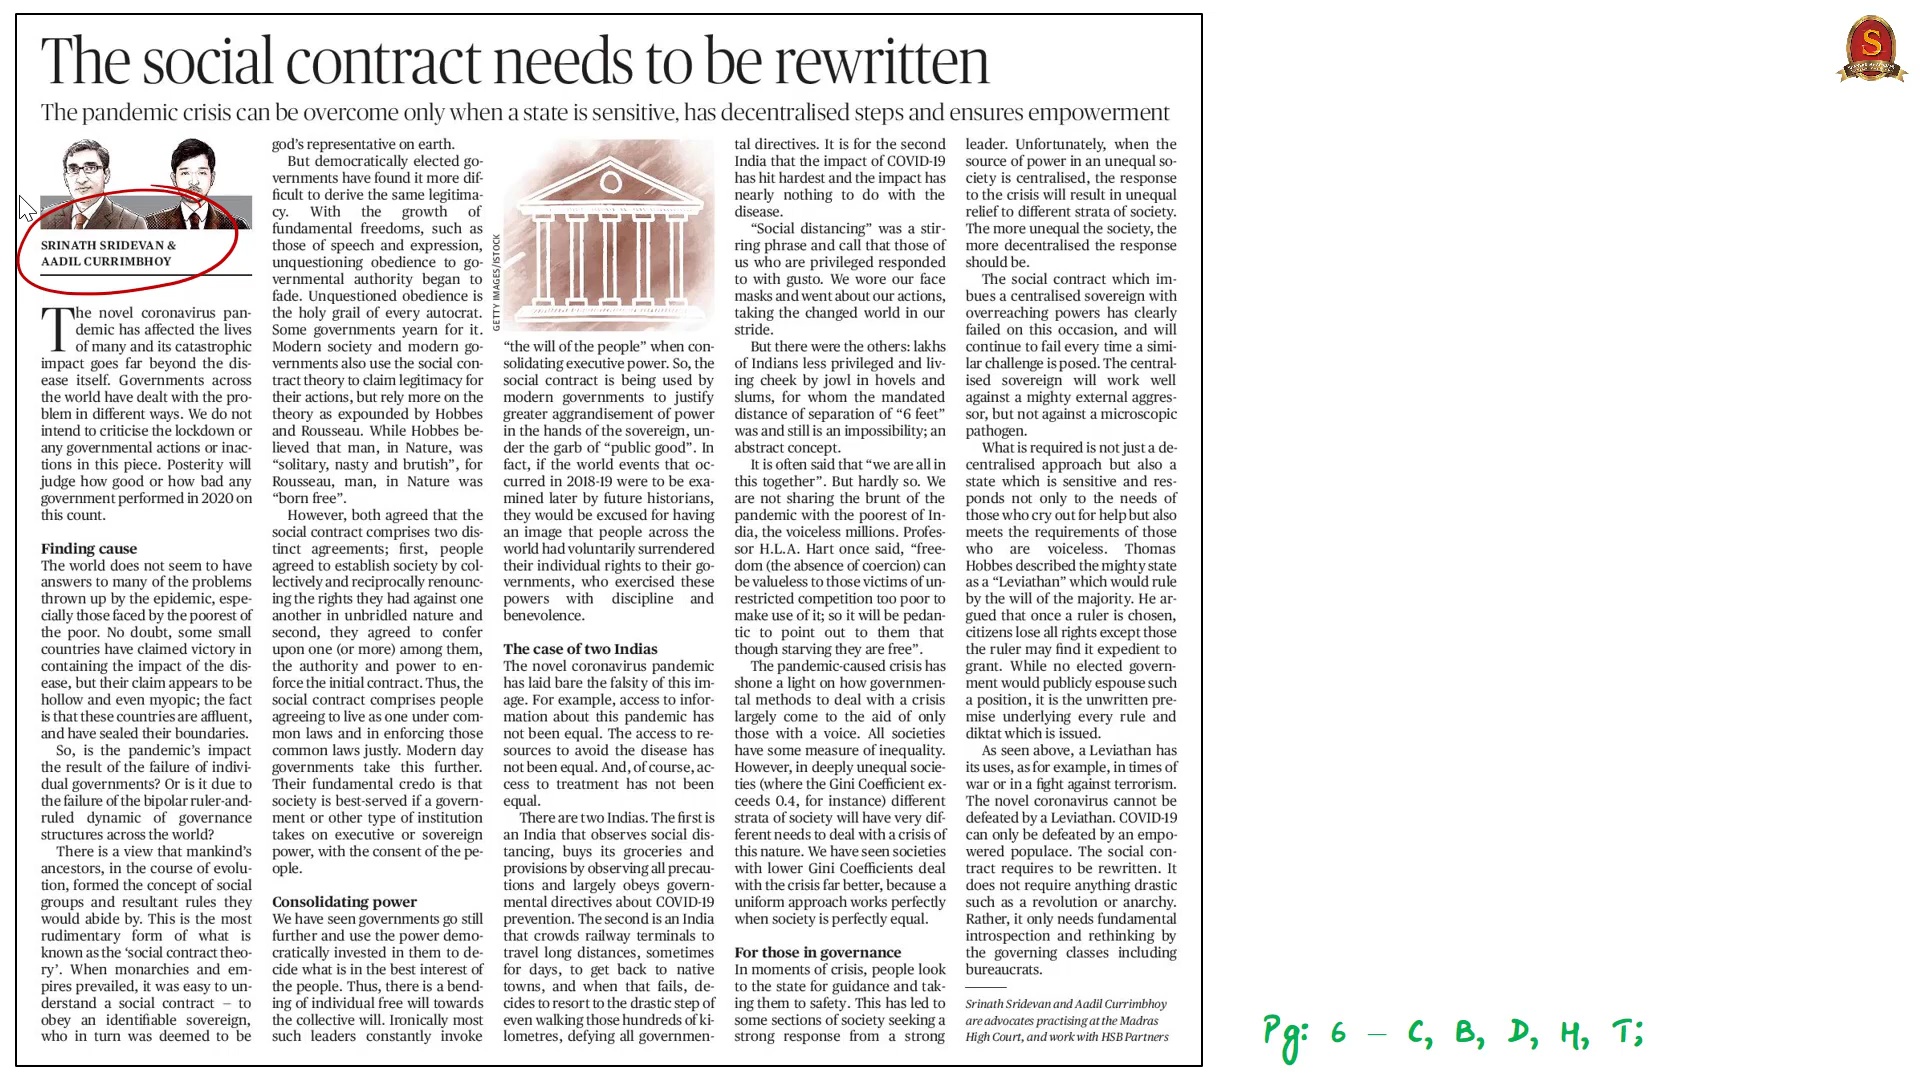 The social contract needs to be rewritten
The pandemic crisis can be overcome only when a state is sensitive, has decentralised steps and ensures empowerment
SRINATH SRIDEVAN &
AADIL CURRIMBHOY
The novel coronavirus pan-
demic has affected the lives
of many and its catastrophic
impact goes far beyond the dis-
ease itself. Governments across
the world have dealt with the pro-
blem in different ways. We do not
intend to criticise the lockdown or
any governmental actions or inac-
tions in this piece. Posterity will
judge how good or how bad any
government performed in 2020 on
this count.
Finding cause
The world does not seem to have
answers to many of the problems
thrown up by the epidemic, espe-
cially those faced by the poorest of
the poor. No doubt, some small
countries have claimed victory in
containing the impact of the dis-
ease, but their claim appears to be
hollow and even myopic; the fact
is that these countries are affluent,
and have sealed their boundaries.
So, is the pandemic's impact
the result of the failure of indivi-
dual governments? Or is it due to
the failure of the bipolar ruler-and-
ruled dynamic of governance
structures across the world?
There is a view that mankind's
ancestors, in the course of evolu-
tion, formed the concept of social
groups and resultant rules they
would abide by. This is the most
rudimentary form of what is
known as the 'social contract theo-
ry'. When monarchies and em-
pires prevailed, it was easy to un-
derstand a social contract – to
obey an identifiable sovereign,
who in turn was deemed to be
god's representative on earth.
But democratically elected go-
vernments have found it more dif-
ficult to derive the same legitima-
cy. With the growth of
fundamental freedoms, such as
those of speech and expression,
unquestioning obedience to go-
vernmental authority began to
fade. Unquestioned obedience is
the holy grail of every autocrat.
Some governments yearn for it.
Modern society and modern go-
vernments also use the social con-
tract theory to claim legitimacy for
their actions, but rely more on the
theory as expounded by Hobbes
and Rousseau. While Hobbes be-
lieved that man, in Nature, was
"solitary, nasty and brutish", for
Rousseau, man, in Nature was
"born free".
However, both agreed that the
social contract comprises two dis-
tinct agreements; first, people
agreed to establish society by col-
lectively and reciprocally renounc-
ing the rights they had against one
another in unbridled nature and
second, they agreed to confer
upon one (or more) among them,
the authority and power to en-
force the initial contract. Thus, the
social contract comprises people
agreeing to live as one under com-
mon laws and in enforcing those
common laws justly. Modern day
governments take this further.
Their fundamental credo is that
society is best-served if a govern-
ment or other type of institution
takes on executive or sovereign
power, with the consent of the pe-
ople.
Consolidating power
We have seen governments go still
further and use the power demo-
cratically invested in them to de-
cide what is in the best interest of
the people. Thus, there is a bend-
ing of individual free will towards
the collective will. Ironically most
such leaders constantly invoke
GETTY IMAGES/ISTOCK
"the will of the people" when con-
solidating executive power. So, the
social contract is being used by
modern governments to justify
greater aggrandisement of power
in the hands of the sovereign, un-
der the garb of "public good". In
fact, if the world events that oc-
curred in 2018-19 were to be exa-
mined later by future historians,
they would be excused for having
an image that people across the
world had voluntarily surrendered
their individual rights to their go-
vernments, who exercised these
powers with discipline and
benevolence.
The case of two Indias
The novel coronavirus pandemic
has laid bare the falsity of this im-
age. For example, access to infor-
mation about this pandemic has
not been equal. The access to re-
sources to avoid the disease has
not been equal. And, of course, ac-
cess to treatment has not been
equal.
There are two Indias. The first is
an India that observes social dis-
tancing, buys its groceries and
provisions by observing all precau-
tions and largely obeys govern-
mental directives about COVID-19
prevention. The second is an India
that crowds railway terminals to
travel long distances, sometimes
for days, to get back to native
towns, and when that fails, de-
cides to resort to the drastic step of
even walking those hundreds of ki-
lometres, defying all governmen-
tal directives. It is for the second
India that the impact of COVID-19
has hit hardest and the impact has
nearly nothing to do with the
disease.
"Social distancing" was a stir-
ring phrase and call that those of
us who are privileged responded
to with gusto. We wore our face
masks and went about our actions,
taking the changed world in our
stride.
But there were the others: lakhs
of Indians less privileged and liv-
ing cheek by jowl in hovels and
slums, for whom the mandated
distance of separation of "6 feet"
was and still is an impossibility; an
abstract concept.
It is often said that "we are all in
this together". But hardly so. We
are not sharing the brunt of the
pandemic with the poorest of In-
dia, the voiceless millions. Profes-
sor H.L.A. Hart once said, "free-
dom (the absence of coercion) can
be valueless to those victims of un-
restricted competition too poor to
make use of it; so it will be pedan-
tic to point out to them that
though starving they are free".
The pandemic-caused crisis has
shone a light on how governmen-
tal methods to deal with a crisis
largely come to the aid of only
those with a voice. All societies
have some measure of inequality.
However, in deeply unequal socie-
ties (where the Gini Coefficient ex-
ceeds 0.4, for instance) different
strata of society will have very dif-
ferent needs to deal with a crisis of
this nature. We have seen societies
with lower Gini Coefficients deal
with the crisis far better, because a
uniform approach works perfectly
when society is perfectly equal.
For those in governance
In moments of crisis, people look
to the state for guidance and tak-
ing them to safety. This has led to
some sections of society seeking a
strong response from a strong
leader. Unfortunately, when the
source of power in an unequal so-
ciety is centralised, the response
to the crisis will result in unequal
relief to different strata of society.
The more unequal the society, the
more decentralised the response
should be.
The social contract which im-
bues a centralised sovereign with
overreaching powers has clearly
failed on this occasion, and will
continue to fail every time a simi-
lar challenge is posed. The central-
ised sovereign will work well
against a mighty external aggres-
sor, but not against a microscopic
pathogen.
What is required is not just a de-
centralised approach but also a
state which is sensitive and res-
ponds not only to the needs of
those who cry out for help but also
meets the requirements of those
who are voiceless. Thomas
Hobbes described the mighty state
as a "Leviathan" which would rule
by the will of the majority. He ar-
gued that once a ruler is chosen,
citizens lose all rights except those
the ruler may find it expedient to
grant. While no elected govern-
ment would publicly espouse such
a position, it is the unwritten pre-
mise underlying every rule and
diktat which is issued.
As seen above, a Leviathan has
its uses, as for example, in times of
war or in a fight against terrorism.
The novel coronavirus cannot be
defeated by a Leviathan. COVID-19
can only be defeated by an empo-
wered populace. The social con-
tract requires to be rewritten. It
does not require anything drastic
such as a revolution or anarchy.
Rather, it only needs fundamental
introspection and rethinking by
the governing classes including
bureaucrats.
Srinath Sridevan and Aadil Currimbhoy
are advocates practising at the Madras
High Court, and work with HSB Partners
S
Pg: 6 – C, B, D, H, T;